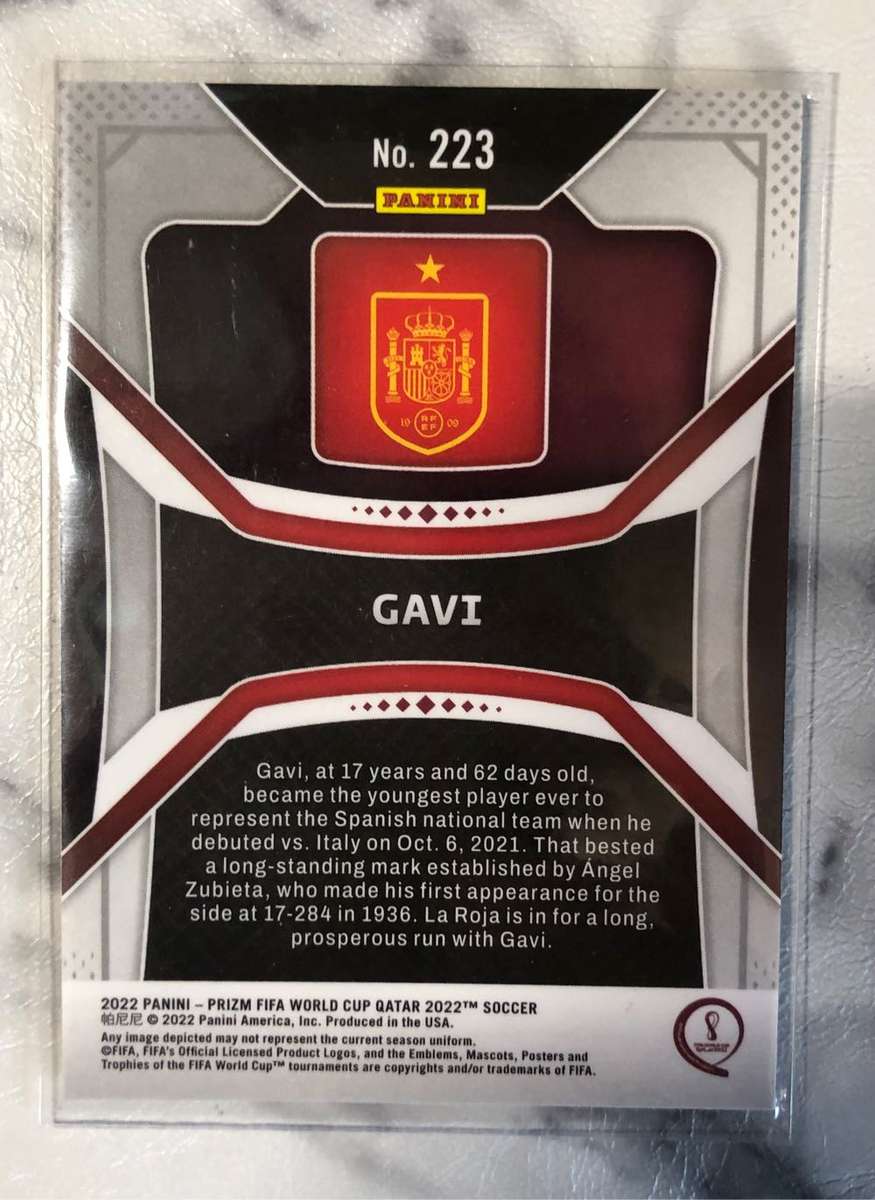 No. 223
PANINI
19 RF 09
EF
GAVI
Gavi, at 17 years and 62 days old,
became the youngest player ever to
represent the Spanish national team when he
debuted vs. Italy on Oct. 6, 2021. That bested
a long-standing mark established by Ángel
Zubieta, who made his first appearance for the
side at 17-284 in 1936. La Roja is in for a long,
prosperous run with Gavi.
2022 PANINI – PRIZM FIFA WORLD CUP QATAR 2022™ SOCCER
帕尼尼 © 2022 Panini America, Inc. Produced in the USA.
Any image depicted may not represent the current season uniform.
©FIFA, FIFA's Official Licensed Product Logos, and the Emblems, Mascots, Posters and
Trophies of the FIFA World Cup™ tournaments are copyrights and/or trademarks of FIFA.